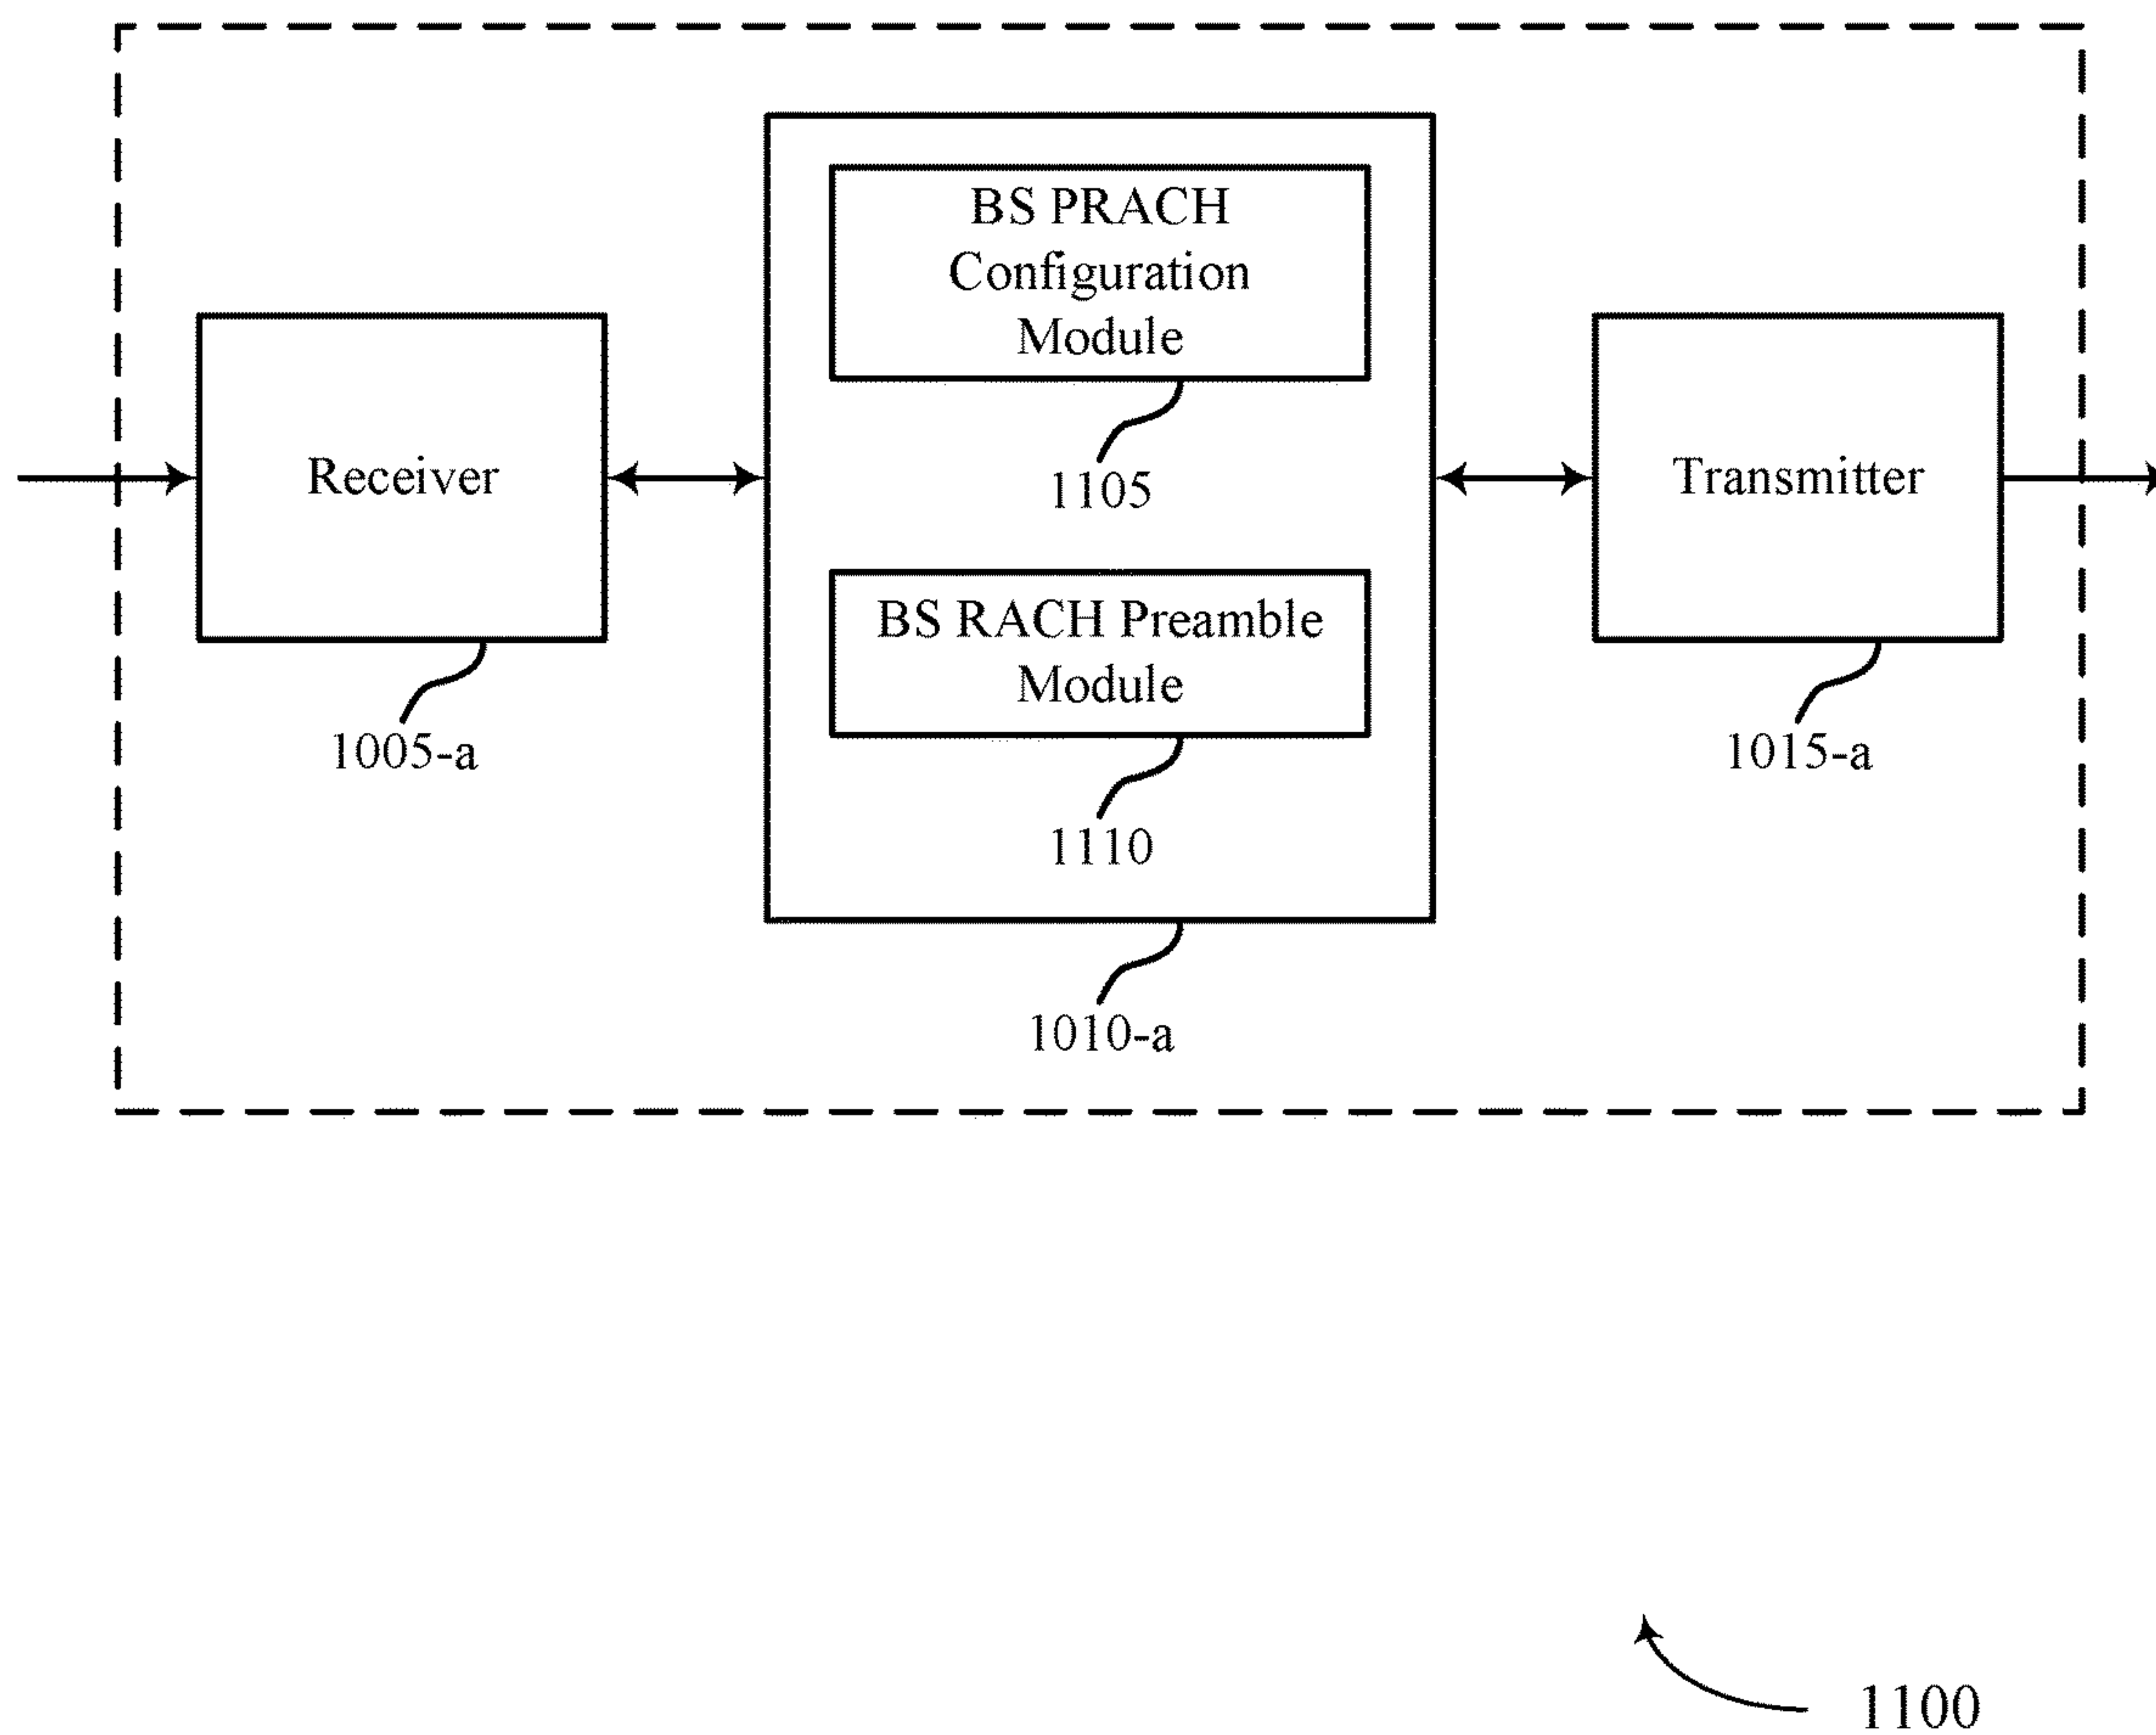 BS PRACH
Configuration
Module
1105
Receiver
1005-a
BS RACH Preamble
Module
1110
1010-a
Transmitter
1015-a
1100